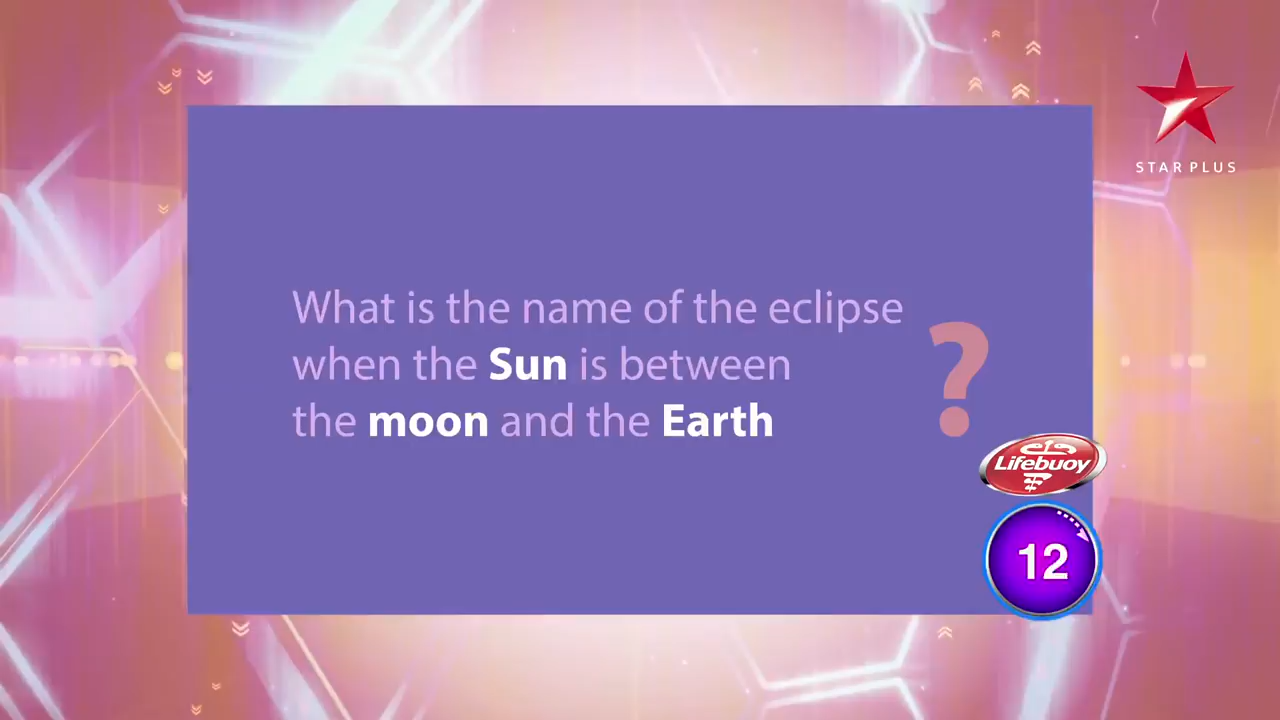 STAR PLUS
What is the name of the eclipse
when the Sun is between
the moon and the Earth
?
Lifebuoy
12